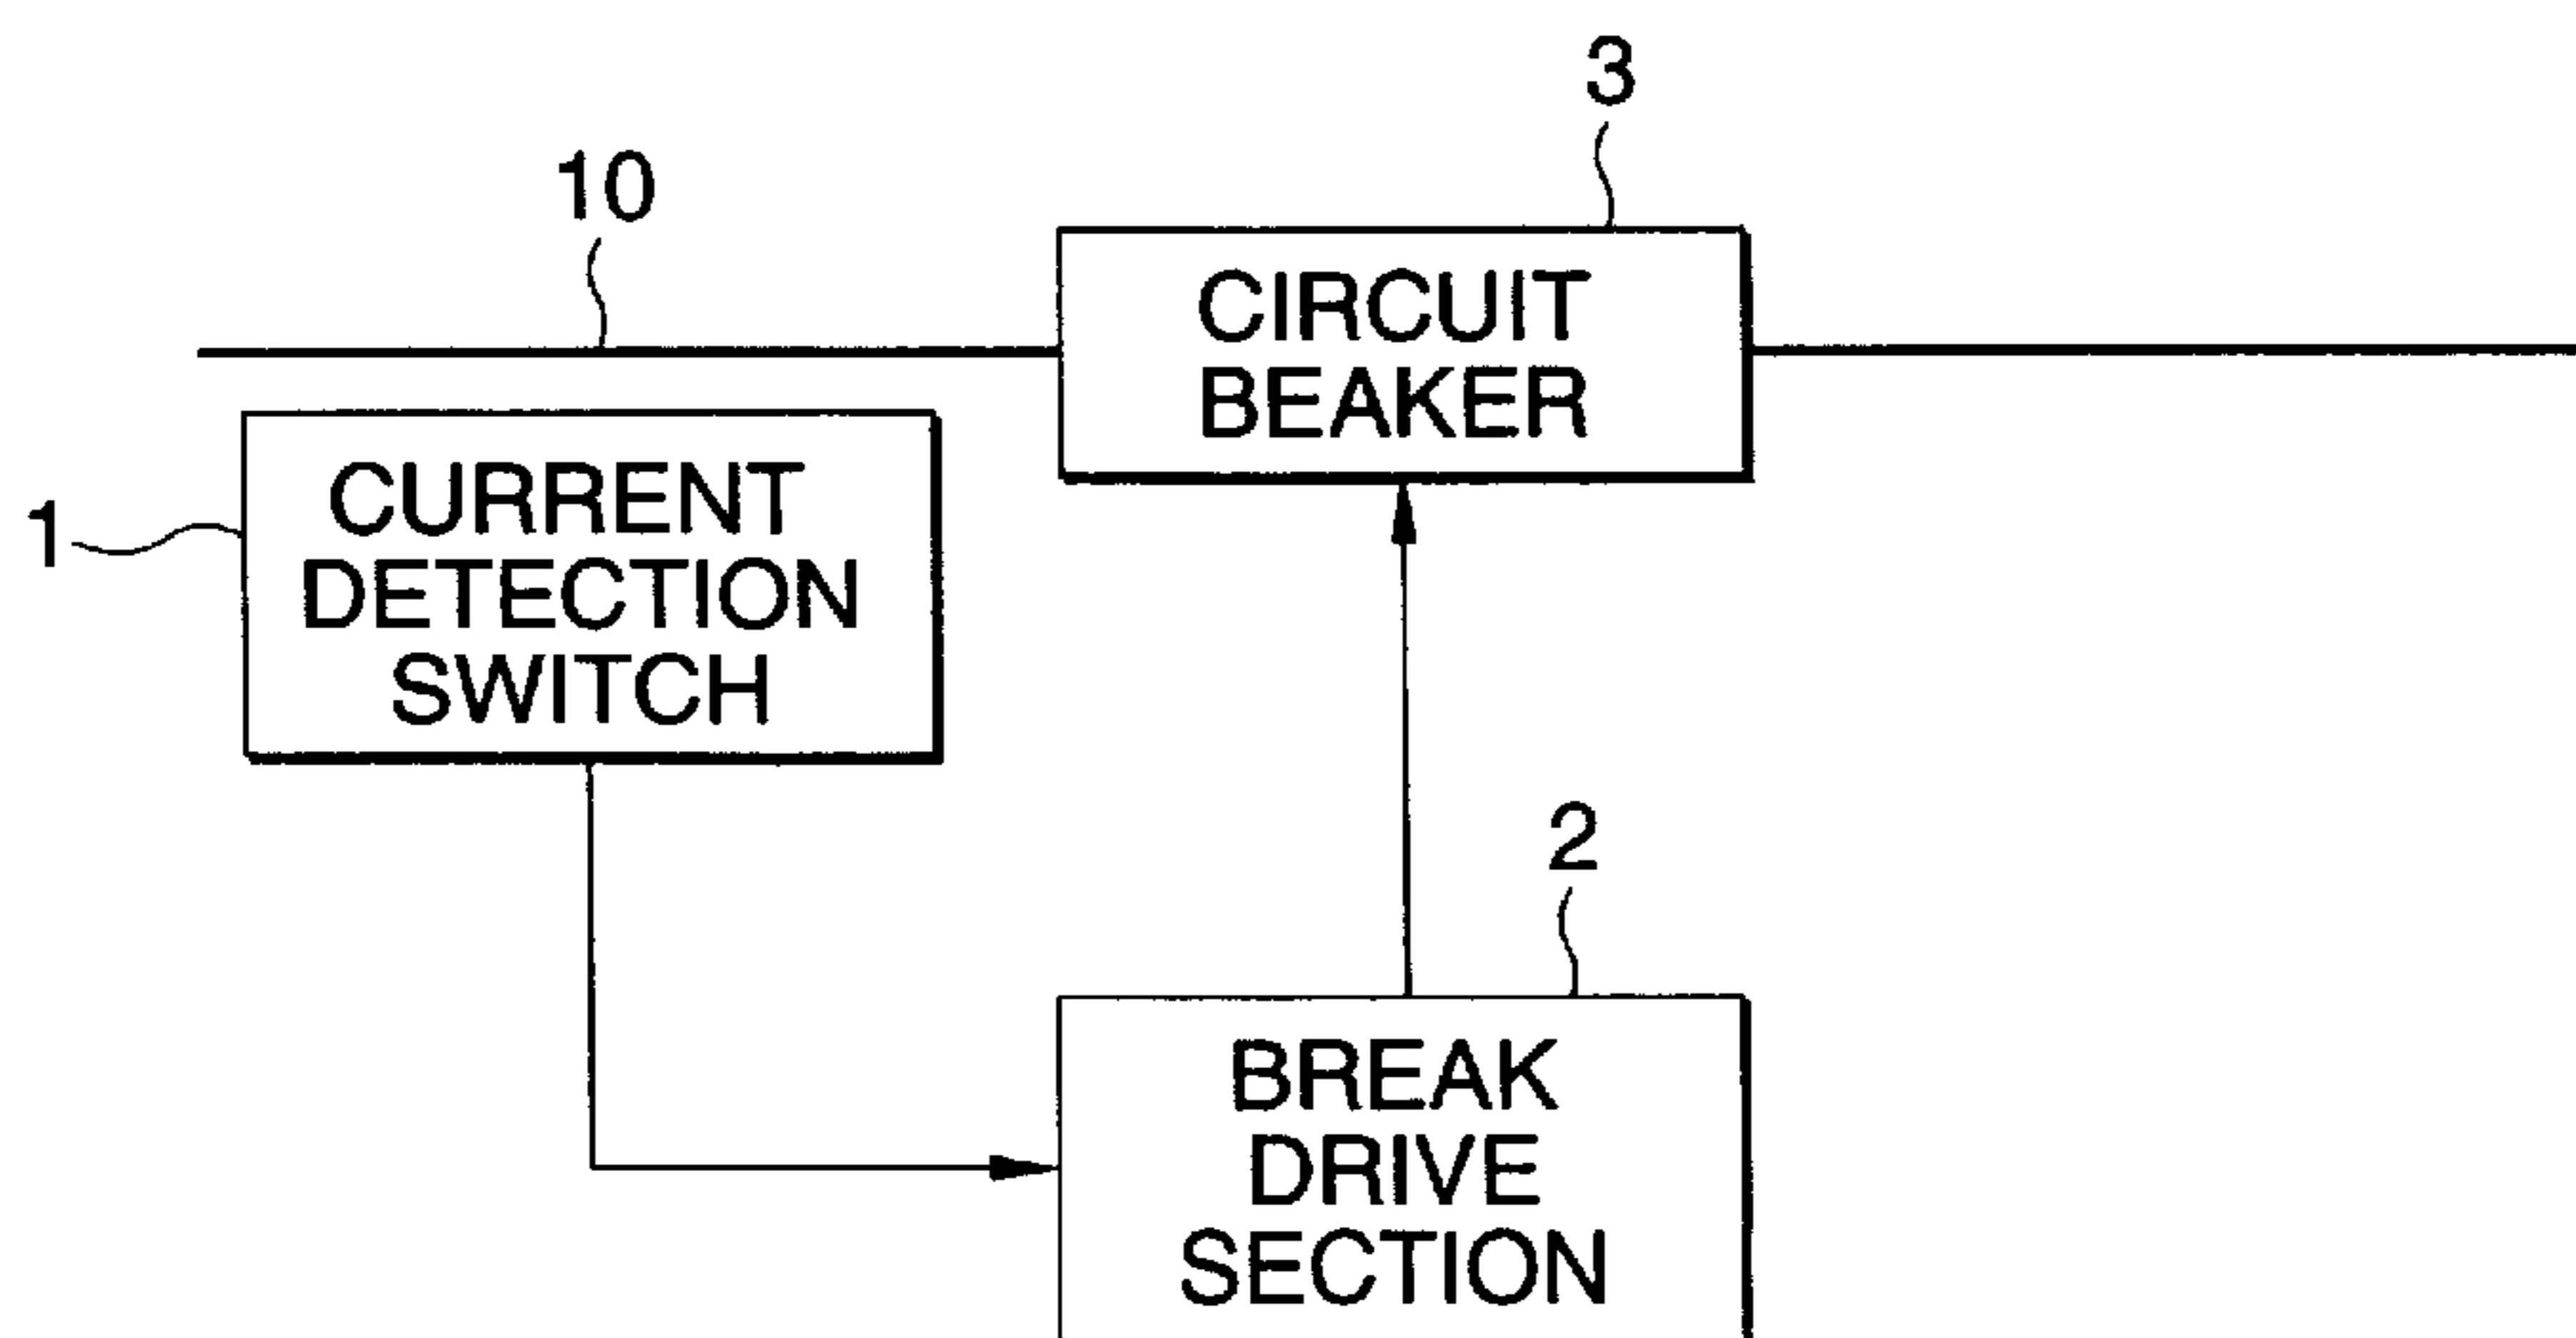 3
10
CIRCUIT
BEAKER
1
CURRENT
DETECTION
SWITCH
2
BREAK
DRIVE
SECTION